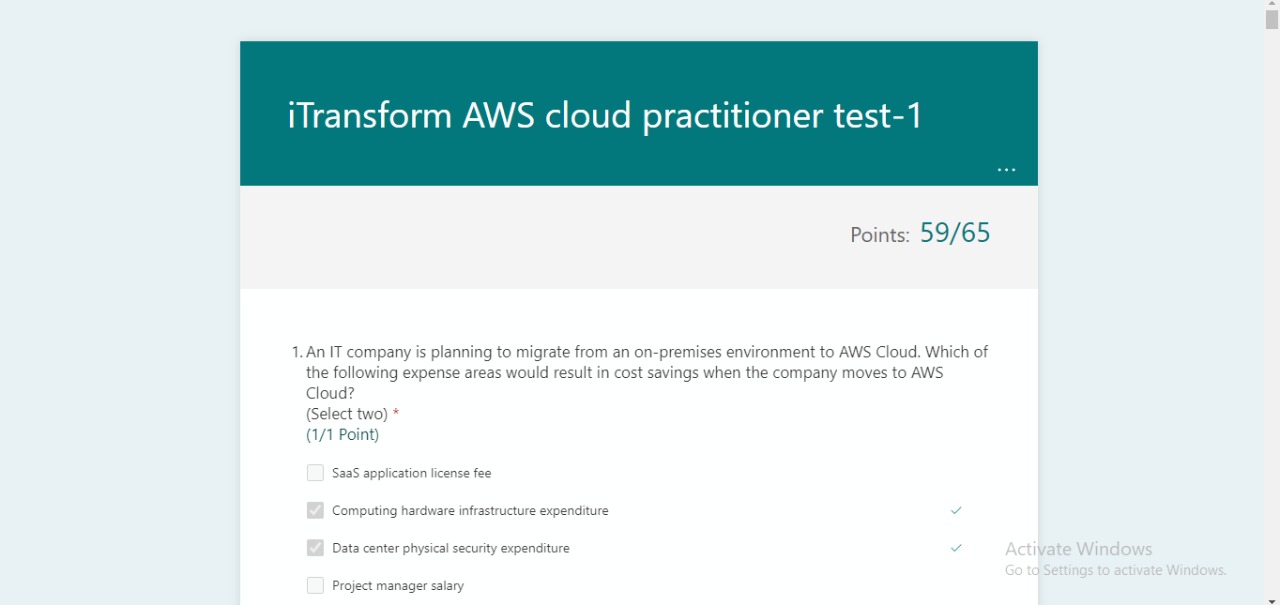 iTransform AWS cloud practitioner test-1
...
Points: 59/65
1. An IT company is planning to migrate from an on-premises environment to AWS Cloud. Which of
the following expense areas would result in cost savings when the company moves to AWS
Cloud?
(Select two) *
(1/1 Point)
SaaS application license fee
Computing hardware infrastructure expenditure
Data center physical security expenditure
Project manager salary
Activate Windows
Go to Settings to activate Windows.